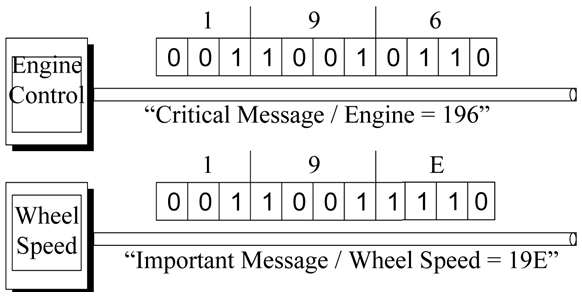 1 9 6
0 0 1 1 0 0 1 0 1 1 0
Engine
Control
“Critical Message / Engine = 196”
1 9 E
0 0 1 1 0 0 1 1 1 1 0
Wheel
Speed
“Important Message / Wheel Speed = 19E”